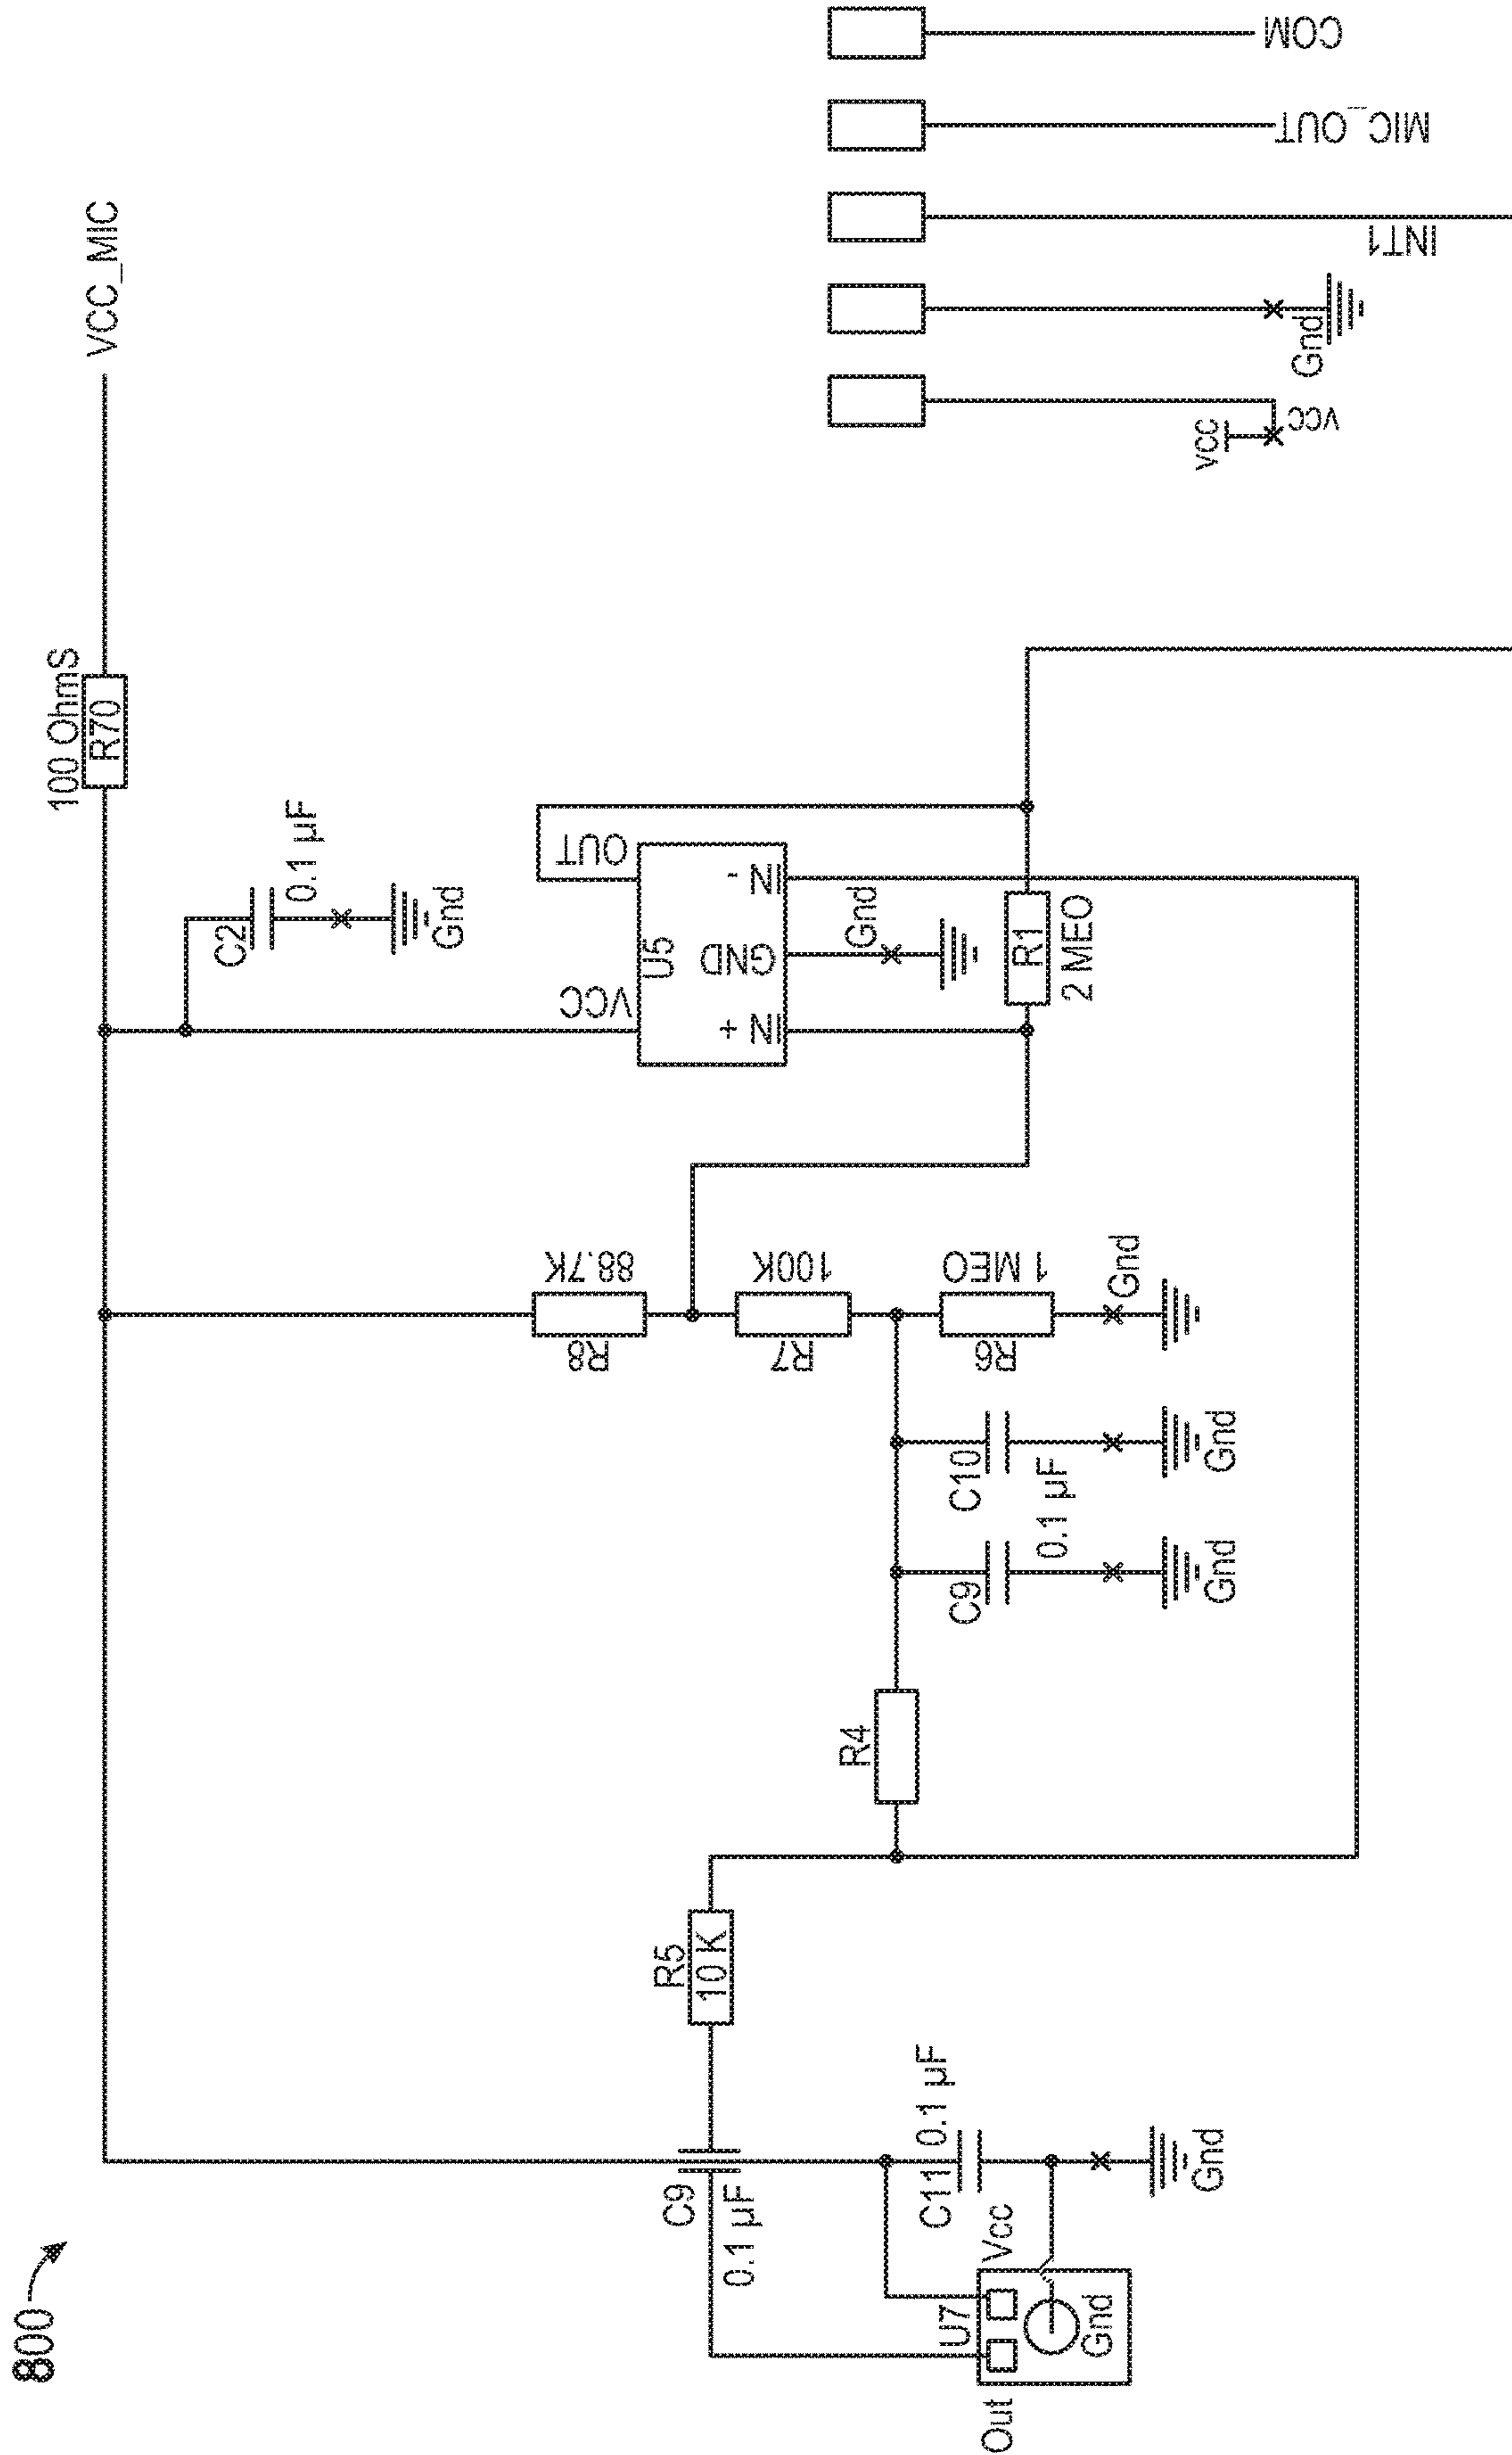 800
VCC_MIC
100 OhmS
R70
C2
0.1 µF
Gnd
VCC
OUT
U5
IN +
GND
IN -
Gnd
R1
2 MEO
R8
88.7K
R7
100K
R6
1 MEO
Gnd
C10
0.1 µF
Gnd
C9
Gnd
R4
R5
10 K
C9
0.1 µF
C11
0.1 µF
Gnd
U7
Vcc
Out
Gnd
COM
MIC_OUT
INT1
Gnd
VCC
VCC